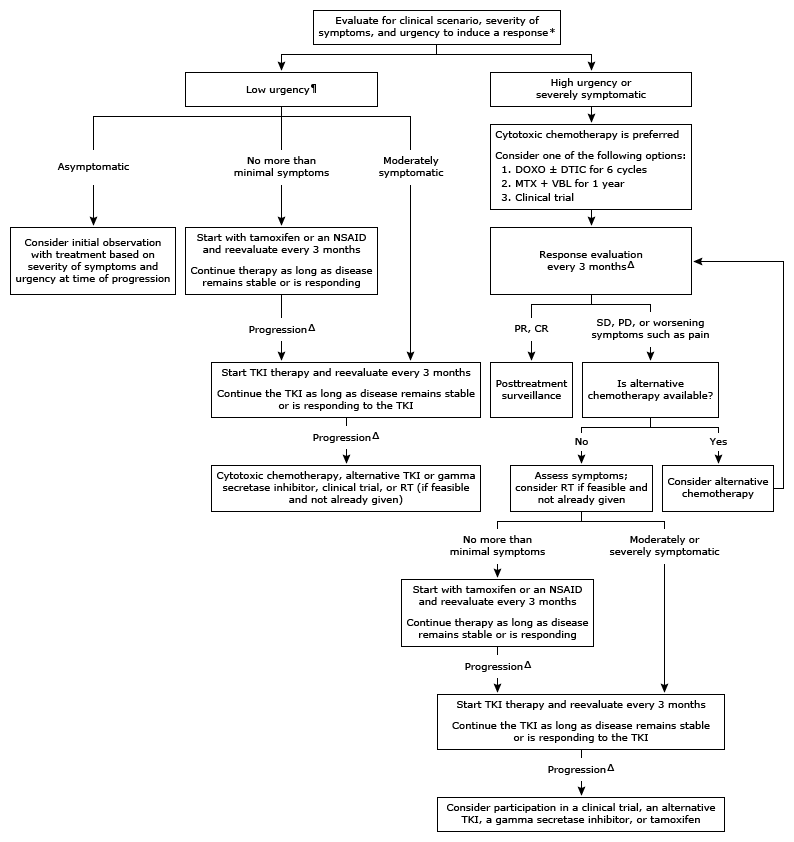 Evaluate for clinical scenario, severity of
symptoms, and urgency to induce a response*
Low urgency¶
High urgency or
severely symptomatic
Cytotoxic chemotherapy is preferred
Consider one of the following options:
1. DOXO ± DTIC for 6 cycles
2. MTX + VBL for 1 year
3. Clinical trial
Asymptomatic
No more than
minimal symptoms
Moderately
symptomatic
Consider initial observation
with treatment based on
severity of symptoms and
urgency at time of progression
Start with tamoxifen or an NSAID
and reevaluate every 3 months
Continue therapy as long as disease
remains stable or is responding
Response evaluation
every 3 monthsΔ
ProgressionΔ
PR, CR
SD, PD, or worsening
symptoms such as pain
Start TKI therapy and reevaluate every 3 months
Continue the TKI as long as disease remains stable
or is responding to the TKI
Posttreatment
surveillance
Is alternative
chemotherapy available?
ProgressionΔ
No
Yes
Cytotoxic chemotherapy, alternative TKI or gamma
secretase inhibitor, clinical trial, or RT (if feasible
and not already given)
Assess symptoms;
consider RT if feasible and
not already given
Consider alternative
chemotherapy
No more than
minimal symptoms
Moderately or
severely symptomatic
Start with tamoxifen or an NSAID
and reevaluate every 3 months
Continue therapy as long as disease
remains stable or is responding
ProgressionΔ
Start TKI therapy and reevaluate every 3 months
Continue the TKI as long as disease remains stable
or is responding to the TKI
ProgressionΔ
Consider participation in a clinical trial, an alternative
TKI, a gamma secretase inhibitor, or tamoxifen